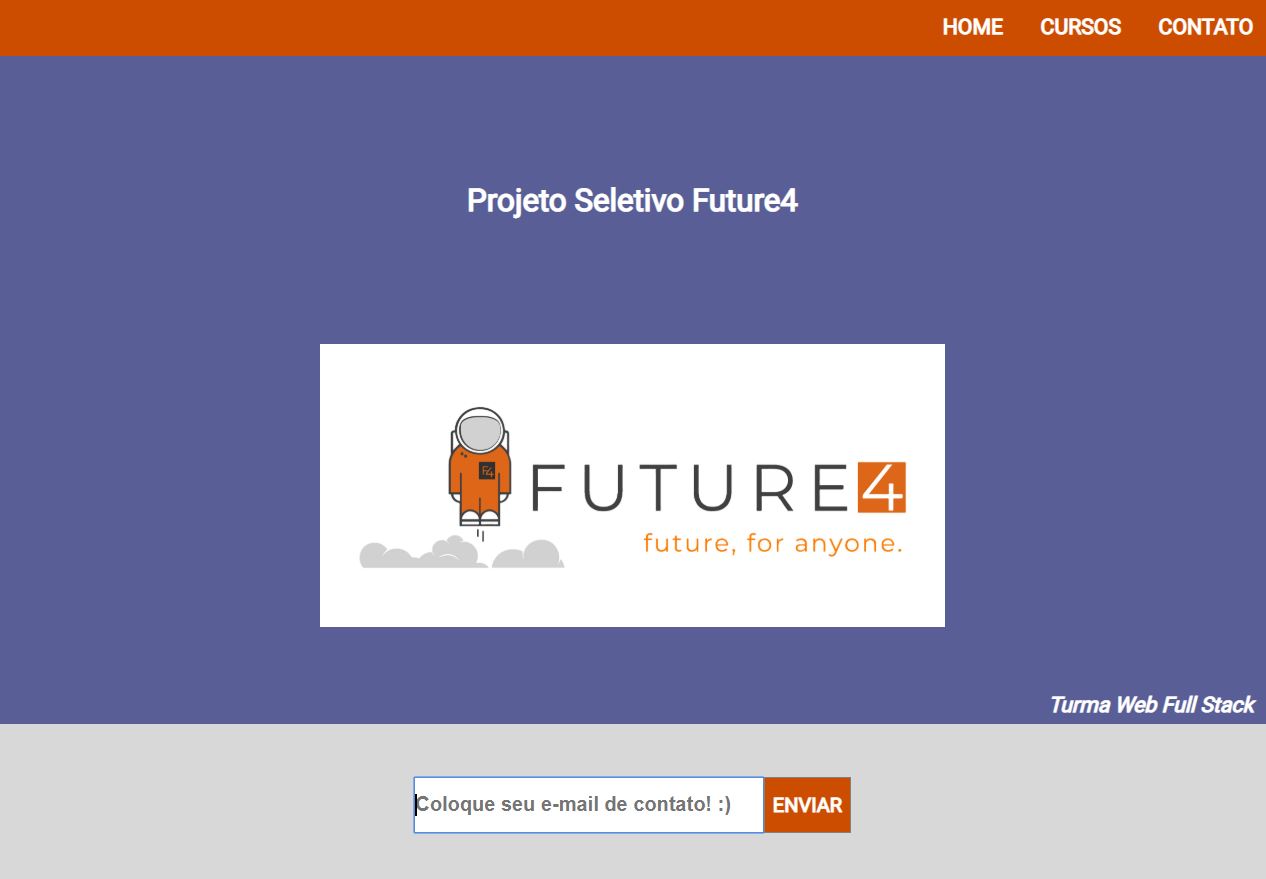 HOME CURSOS CONTATO
Projeto Seletivo Future4
F4
FUTURE4
future, for anyone.
Turma Web Full Stack
Coloque seu e-mail de contato! :) ENVIAR